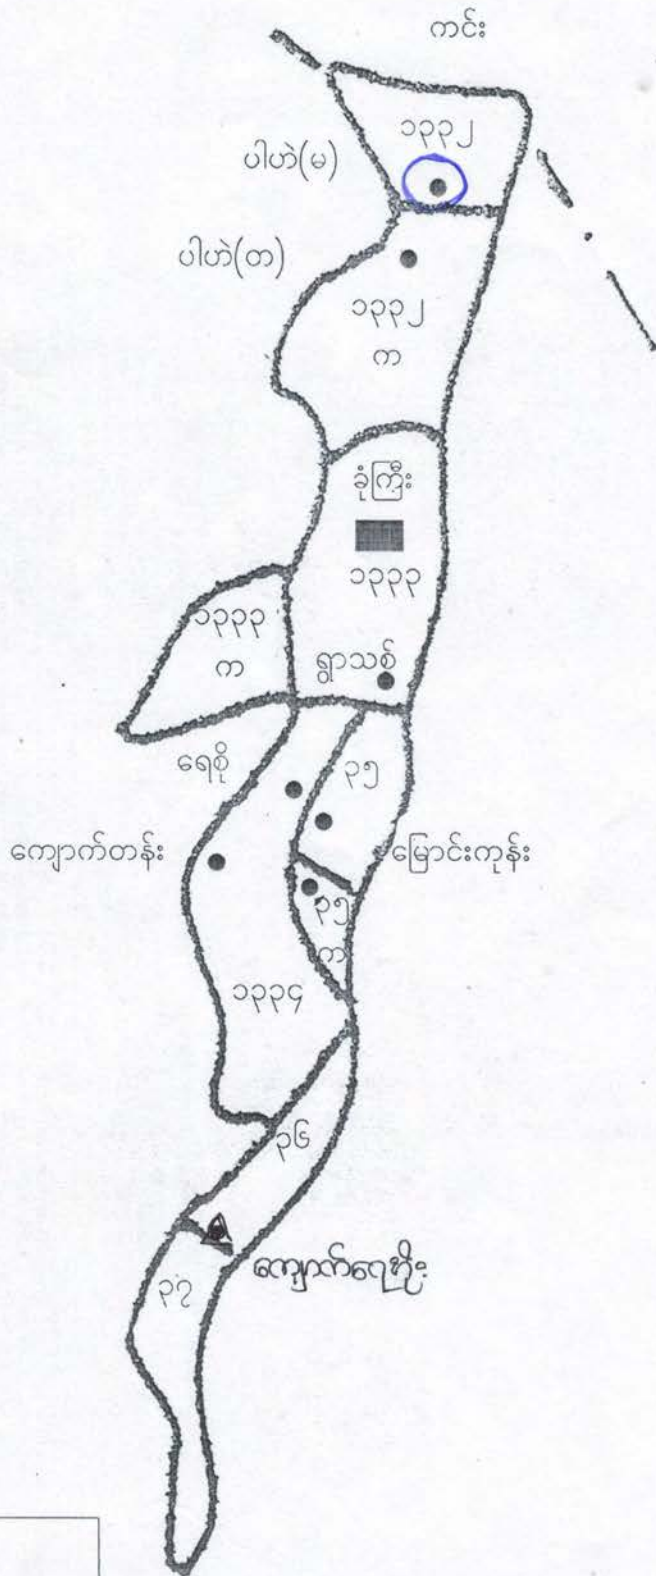 ကင်း
၁၃၃၂
ပါဟဲ(မ)
ပါဟဲ(တ)
၁၃၃၂
က
ခုံကြီး
၁၃၃၃
၁၃၃၃
က
ရွာသစ်
ရေစို
၃၅
ကျောက်တန်း
မြောင်းကုန်း
၃၅
က
၁၃၃၄
၃၆
ကျောက်ရေအိုး
၃၇